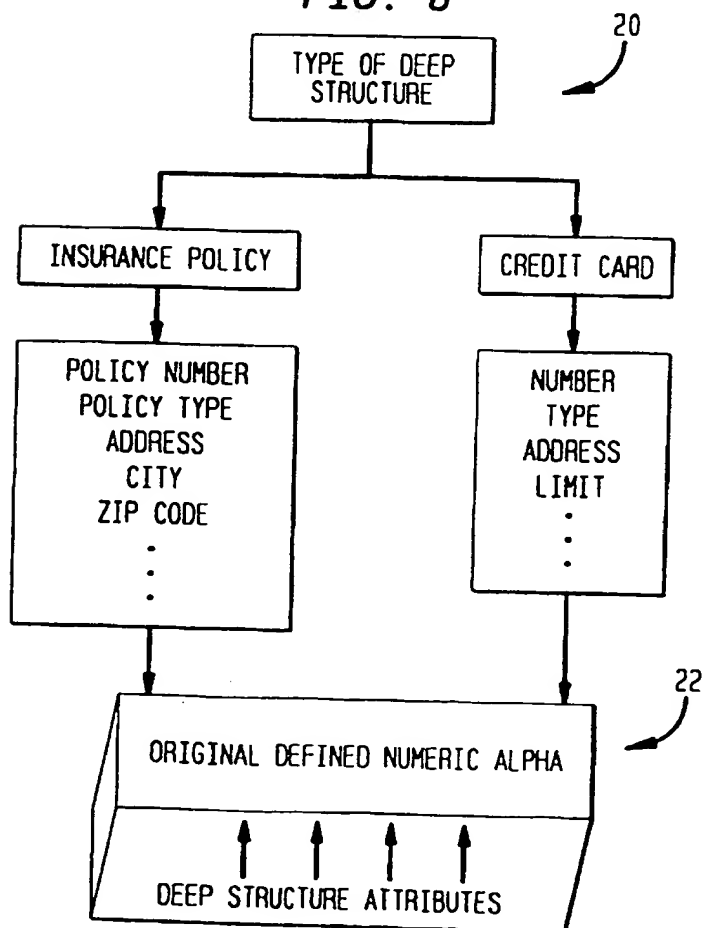 20
TYPE OF DEEP
STRUCTURE
INSURANCE POLICY
CREDIT CARD
POLICY NUMBER
POLICY TYPE
ADDRESS
CITY
ZIP CODE
NUMBER
TYPE
ADDRESS
LIMIT
22
ORIGINAL DEFINED NUMERIC ALPHA
DEEP STRUCTURE ATTRIBUTES